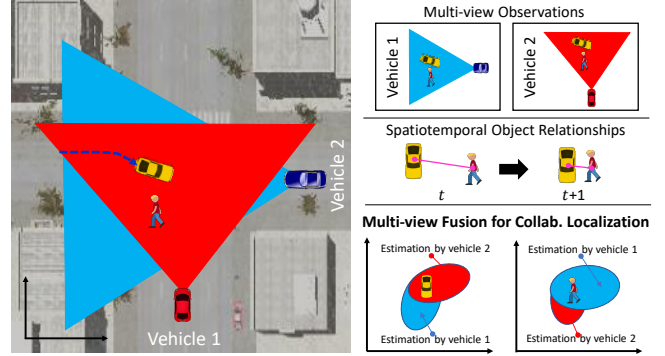 Vehicle 2
Vehicle 1
Multi-view Observations
Vehicle 1
Vehicle 2
Spatiotemporal Object Relationships
t
t+1
Multi-view Fusion for Collab. Localization
Estimation by vehicle 2
Estimation by vehicle 1
Estimation by vehicle 1
Estimation by vehicle 2